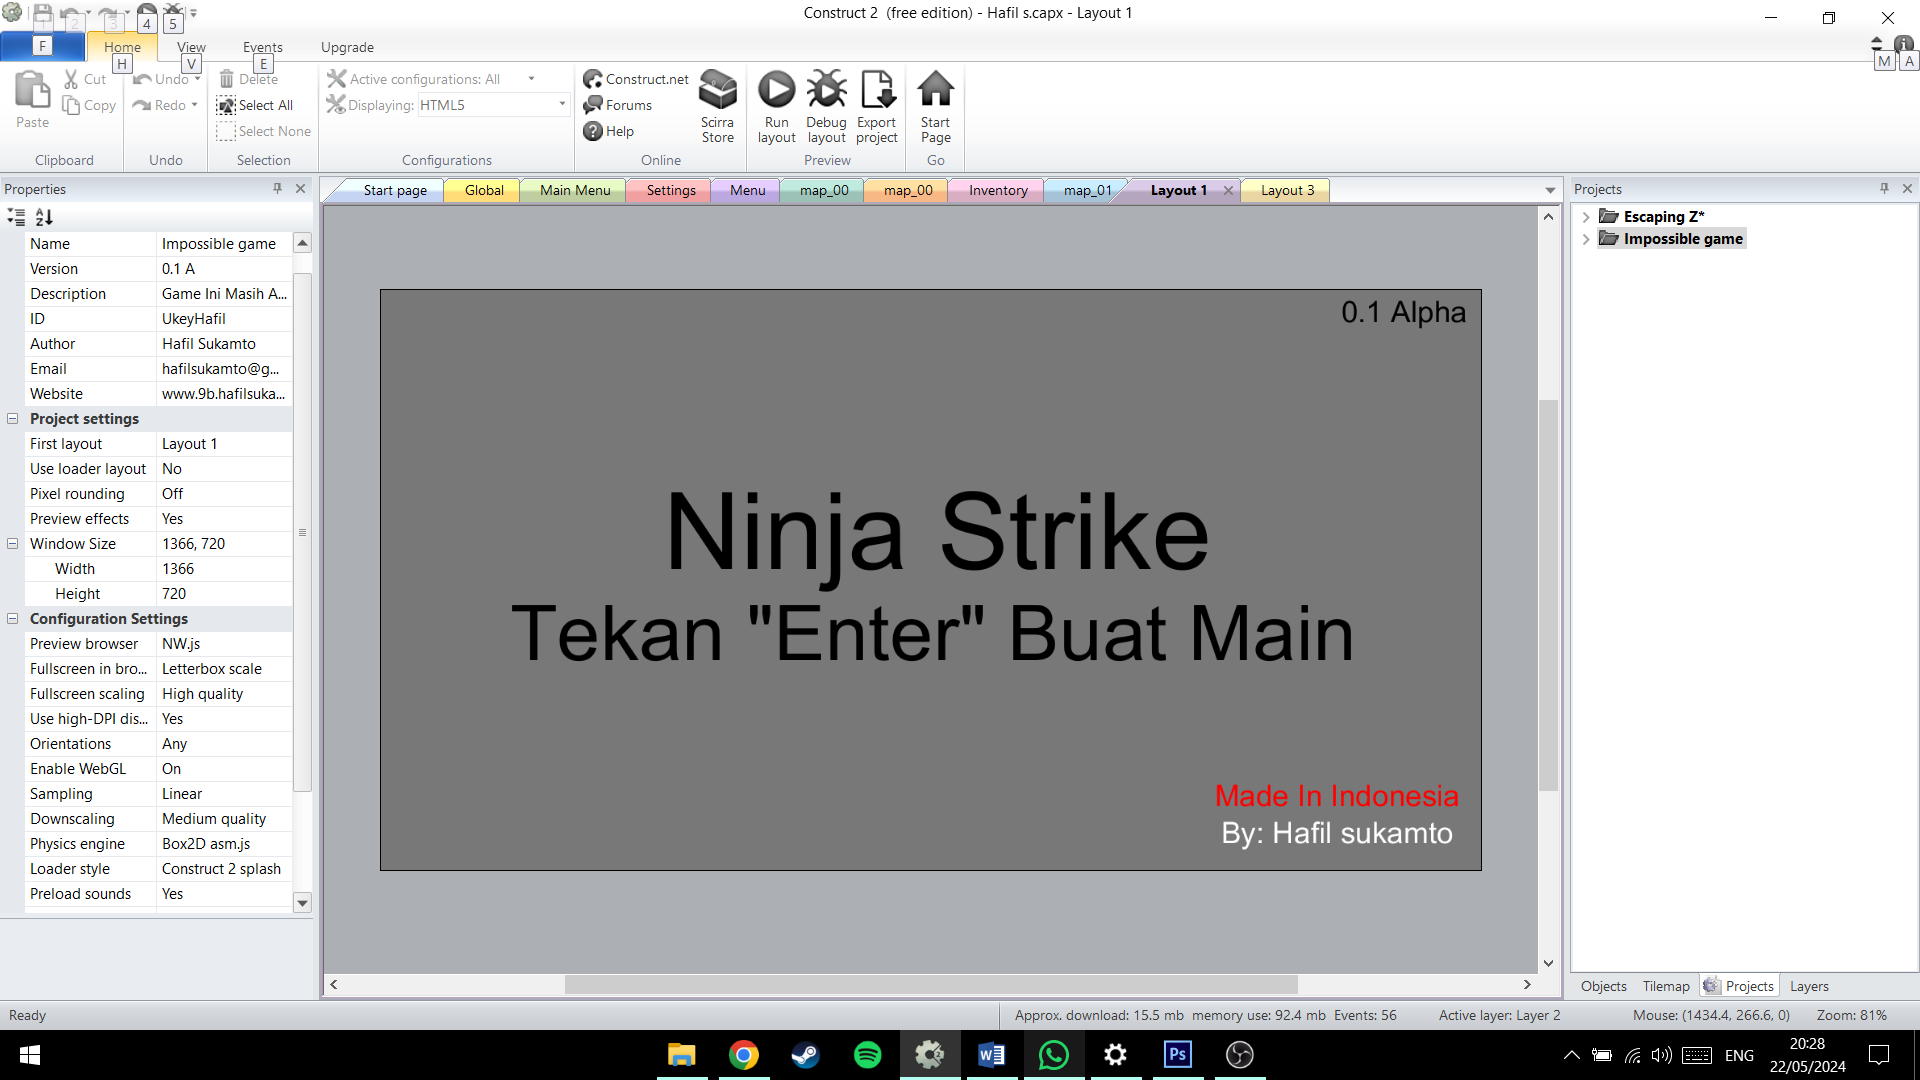 Construct 2  (free edition) - Hafil s.capx - Layout 1
1 2 3 4 5
F Home View Events Upgrade
H V E M A
Paste Cut Copy Clipboard
Undo Redo Undo
Delete Select All Select None Selection
Active configurations: All
Displaying: HTML5
Configurations
Construct.net Forums Help Scirra Store Online
Run layout Debug layout Export project Preview
Start Page Go
Properties
Start page Global Main Menu Settings Menu map_00 map_00 Inventory map_01 Layout 1 Layout 3
Projects
Name Impossible game
Version 0.1 A
Description Game Ini Masih A...
ID UkeyHafil
Author Hafil Sukamto
Email hafilsukamto@g...
Website www.9b.hafilsuka...
Project settings
First layout Layout 1
Use loader layout No
Pixel rounding Off
Preview effects Yes
Window Size 1366, 720
Width 1366
Height 720
Configuration Settings
Preview browser NW.js
Fullscreen in bro... Letterbox scale
Fullscreen scaling High quality
Use high-DPI dis... Yes
Orientations Any
Enable WebGL On
Sampling Linear
Downscaling Medium quality
Physics engine Box2D asm.js
Loader style Construct 2 splash
Preload sounds Yes
0.1 Alpha
Ninja Strike
Tekan "Enter" Buat Main
Made In Indonesia
By: Hafil sukamto
Escaping Z*
Impossible game
Objects Tilemap Projects Layers
Ready
Approx. download: 15.5 mb  memory use: 92.4 mb  Events: 56 Active layer: Layer 2 Mouse: (1434.4, 266.6, 0) Zoom: 81%
W Ps
ENG
20:28
22/05/2024